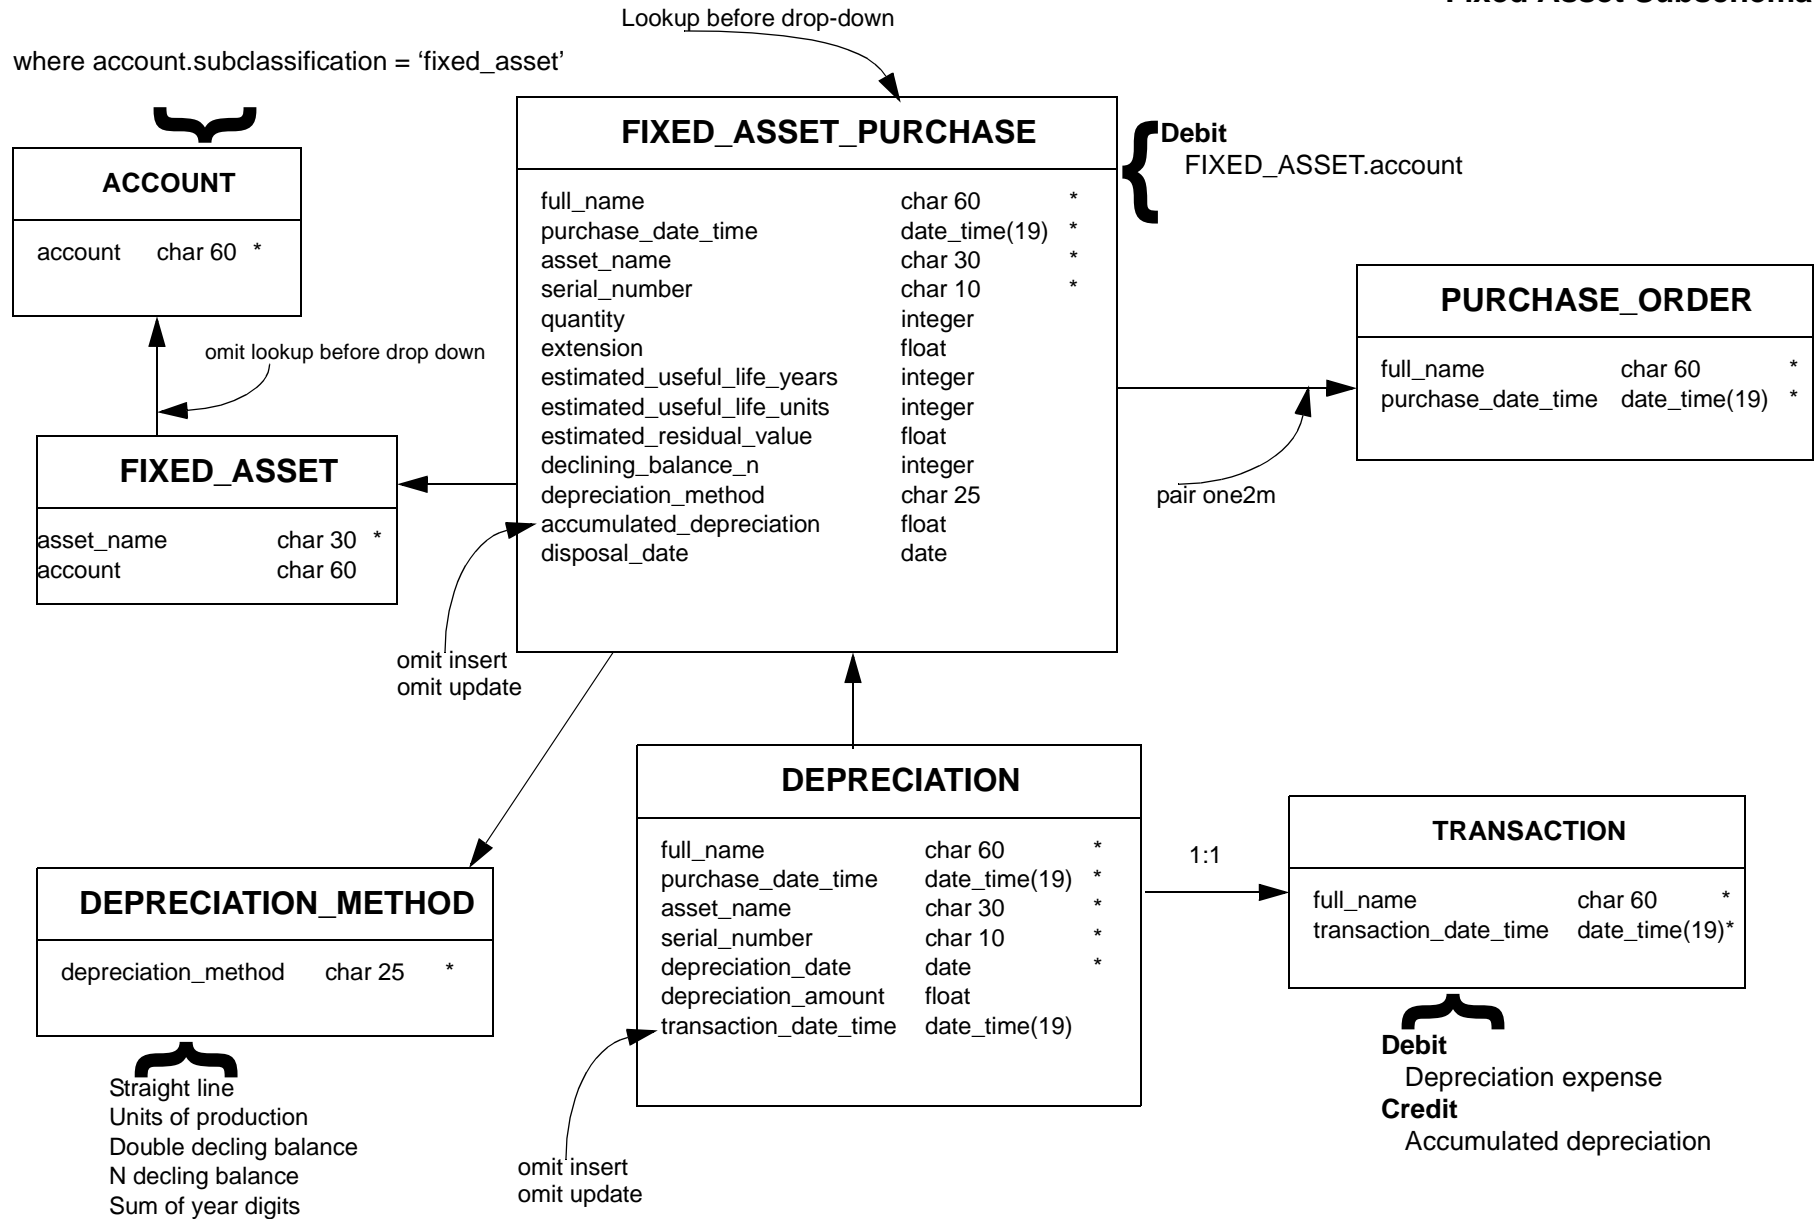 Fixed Asset Subschema
Lookup before drop-down
where account.subclassification = ‘fixed_asset’
ACCOUNT
account char 60 *
omit lookup before drop down
FIXED_ASSET
asset_name char 30 *
account char 60
FIXED_ASSET_PURCHASE
full_name char 60 *
purchase_date_time date_time(19) *
asset_name char 30 *
serial_number char 10 *
quantity integer
extension float
estimated_useful_life_years integer
estimated_useful_life_units integer
estimated_residual_value float
declining_balance_n integer
depreciation_method char 25
accumulated_depreciation float
disposal_date date
Debit
FIXED_ASSET.account
PURCHASE_ORDER
full_name char 60 *
purchase_date_time date_time(19) *
pair one2m
omit insert
omit update
DEPRECIATION_METHOD
depreciation_method char 25 *
Straight line
Units of production
Double decling balance
N decling balance
Sum of year digits
DEPRECIATION
full_name char 60 *
purchase_date_time date_time(19) *
asset_name char 30 *
serial_number char 10 *
depreciation_date date *
depreciation_amount float
transaction_date_time date_time(19)
omit insert
omit update
1:1
TRANSACTION
full_name char 60 *
transaction_date_time date_time(19)*
Debit
Depreciation expense
Credit
Accumulated depreciation